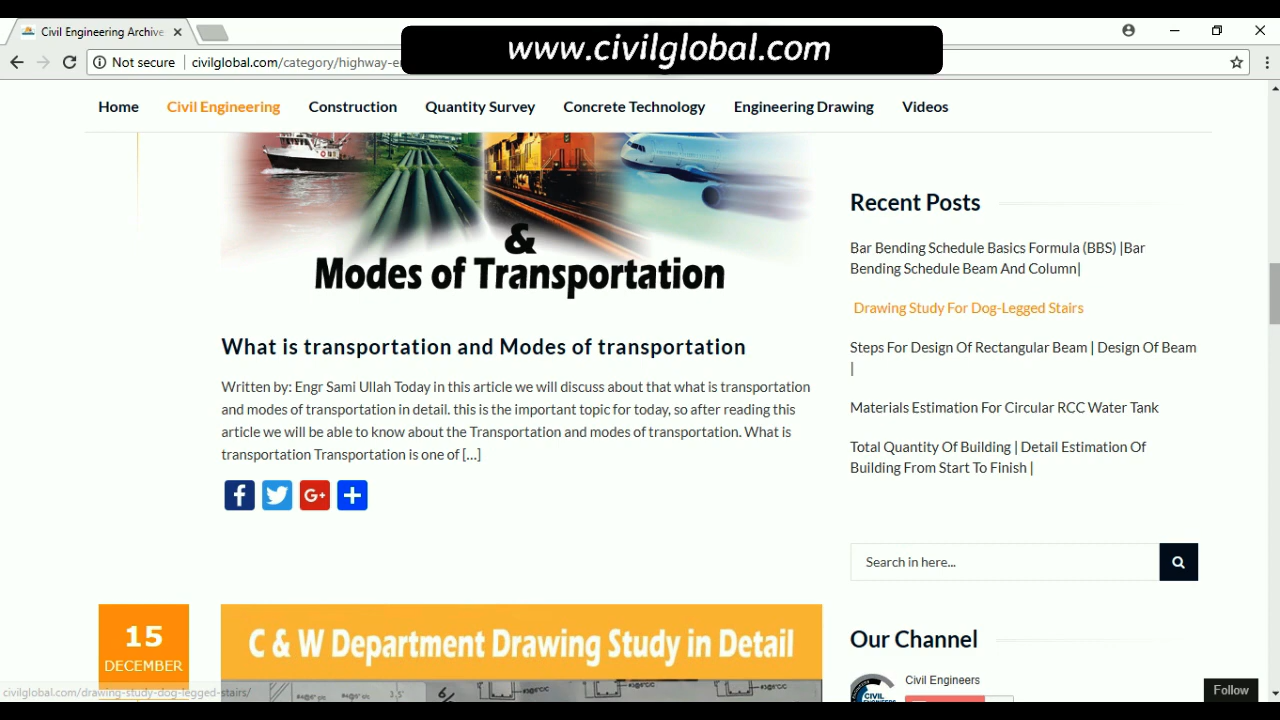 Civil Engineering Archive
www.civilglobal.com
Not secure
civilglobal.com/category/highway-e
Home
Civil Engineering
Construction
Quantity Survey
Concrete Technology
Engineering Drawing
Videos
&
Modes of Transportation
What is transportation and Modes of transportation
Written by: Engr Sami Ullah Today in this article we will discuss about that what is transportation
and modes of transportation in detail. this is the important topic for today, so after reading this
article we will be able to know about the Transportation and modes of transportation. What is
transportation Transportation is one of [...]
15
DECEMBER
C & W Department Drawing Study in Detail
civilglobal.com/drawing-study-dog-legged-stairs/
Recent Posts
Bar Bending Schedule Basics Formula (BBS) |Bar
Bending Schedule Beam And Column|
Drawing Study For Dog-Legged Stairs
Steps For Design Of Rectangular Beam | Design Of Beam
|
Materials Estimation For Circular RCC Water Tank
Total Quantity Of Building | Detail Estimation Of
Building From Start To Finish |
Search in here...
Our Channel
Civil Engineers
Follow